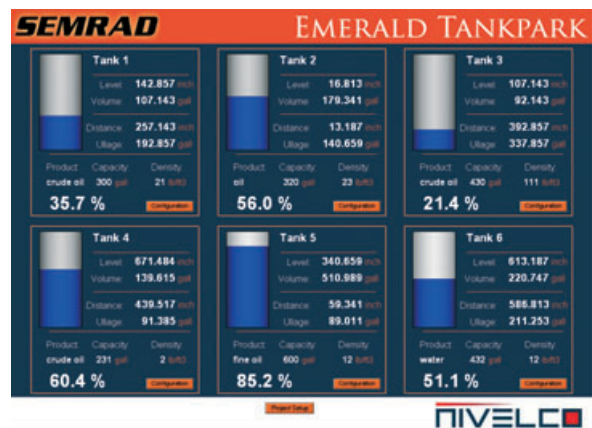 SEMRAD EMERALD TANKPARK
Tank 1
Level: 142.857 inch
Volume: 107.143 gall
Distance: 257.143 inch
Ullage: 192.857 gall
Product: Capacity: Density:
crude oil 300 gall 21 lb/ft3
35.7 % Configuration
Tank 2
Level: 16.813 inch
Volume: 179.341 gall
Distance: 13.187 inch
Ullage: 140.659 gall
Product: Capacity: Density:
oil 320 gall 23 lb/ft3
56.0 % Configuration
Tank 3
Level: 107.143 inch
Volume: 92.143 gall
Distance: 392.857 inch
Ullage: 337.857 gall
Product: Capacity: Density:
crude oil 430 gall 111 lb/ft3
21.4 % Configuration
Tank 4
Level: 671.484 inch
Volume: 139.615 gall
Distance: 439.517 inch
Ullage: 91.385 gall
Product: Capacity: Density:
crude oil 231 gall 2 lb/ft3
60.4 % Configuration
Tank 5
Level: 340.659 inch
Volume: 510.989 gall
Distance: 59.341 inch
Ullage: 89.011 gall
Product: Capacity: Density:
fine oil 600 gall 12 lb/ft3
85.2 % Configuration
Tank 6
Level: 613.187 inch
Volume: 220.747 gall
Distance: 586.813 inch
Ullage: 211.253 gall
Product: Capacity: Density:
water 432 gall 12 lb/ft3
51.1 % Configuration
Project Setup
NIVELCO